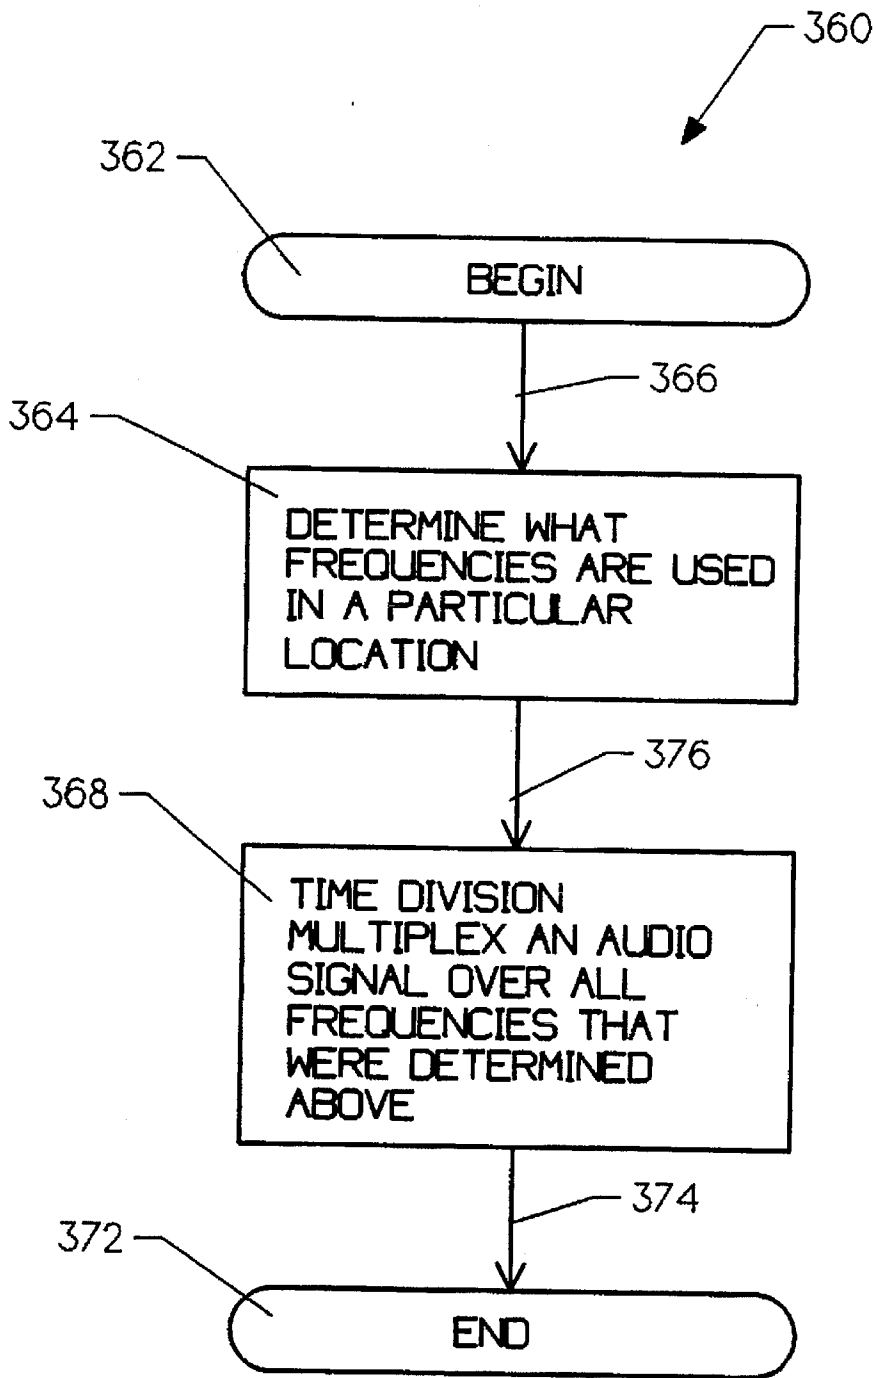 360
362
BEGIN
366
364
DETERMINE WHAT
FREQUENCIES ARE USED
IN A PARTICULAR
LOCATION
376
368
TIME DIVISION
MULTIPLEX AN AUDIO
SIGNAL OVER ALL
FREQUENCIES THAT
WERE DETERMINED
ABOVE
374
372
END